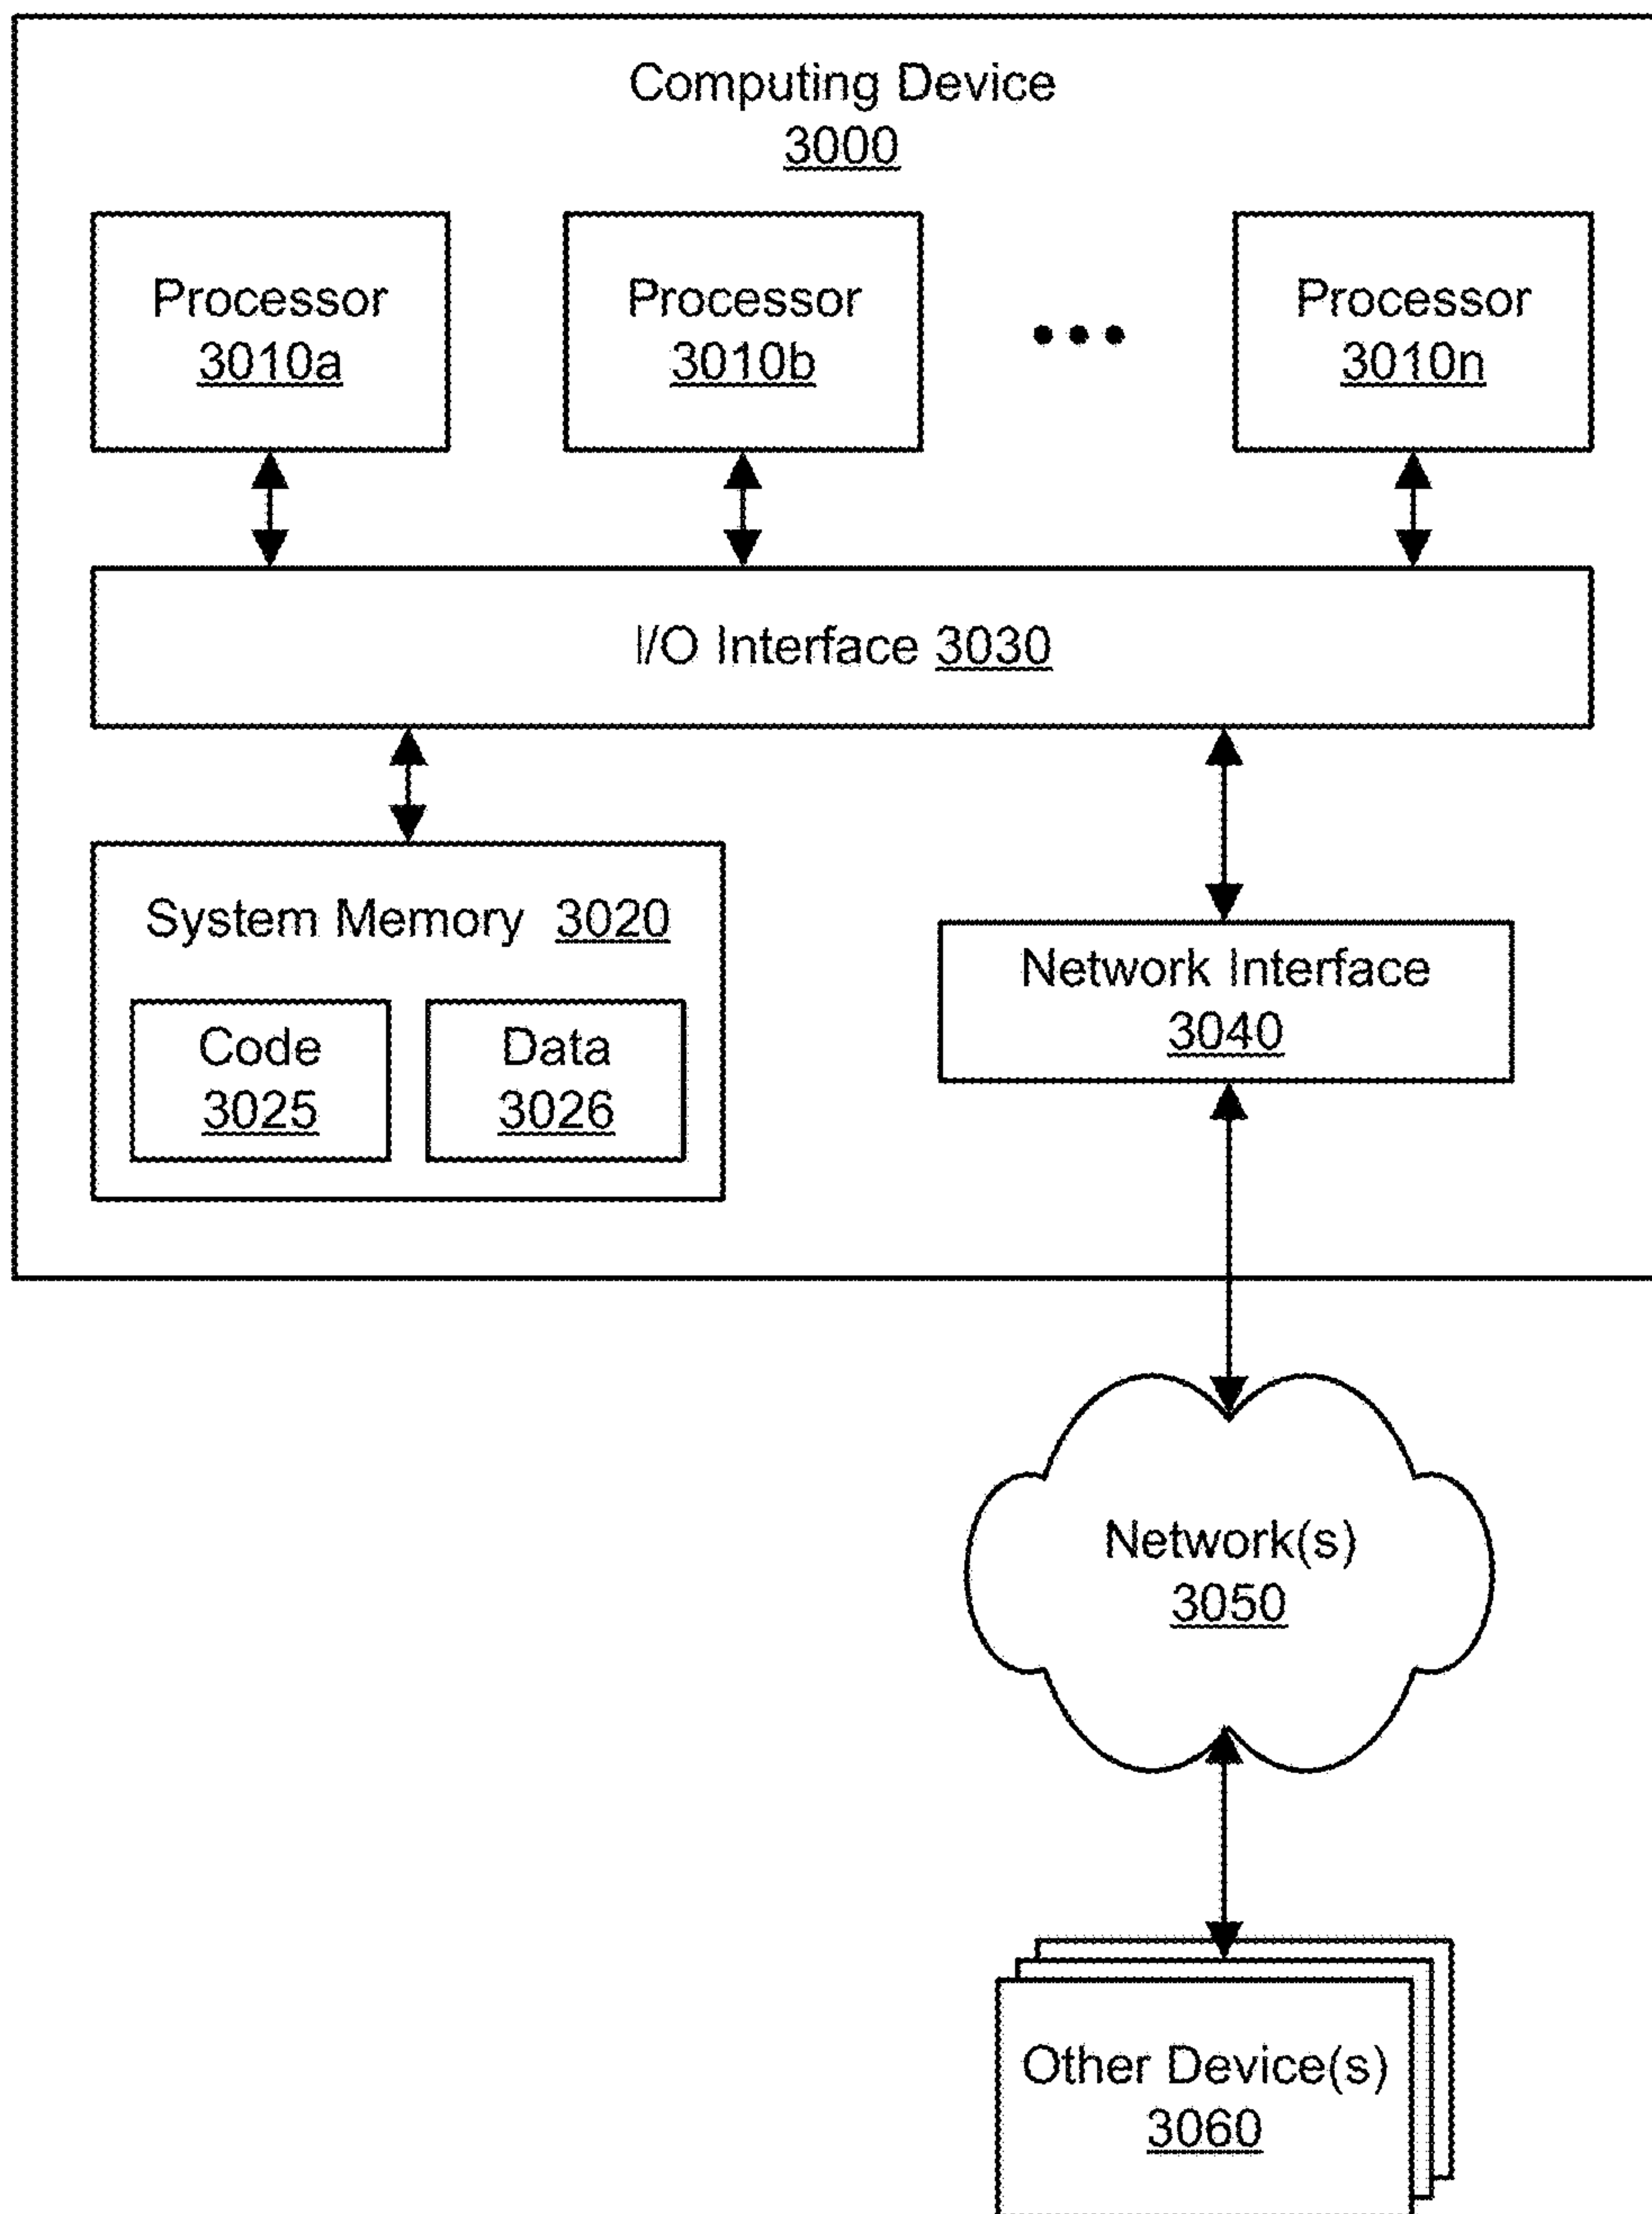 Computing Device
3000
Processor
3010a
Processor
3010b
Processor
3010n
I/O Interface 3030
System Memory 3020
Code
3025
Data
3026
Network Interface
3040
Network(s)
3050
Other Device(s)
3060